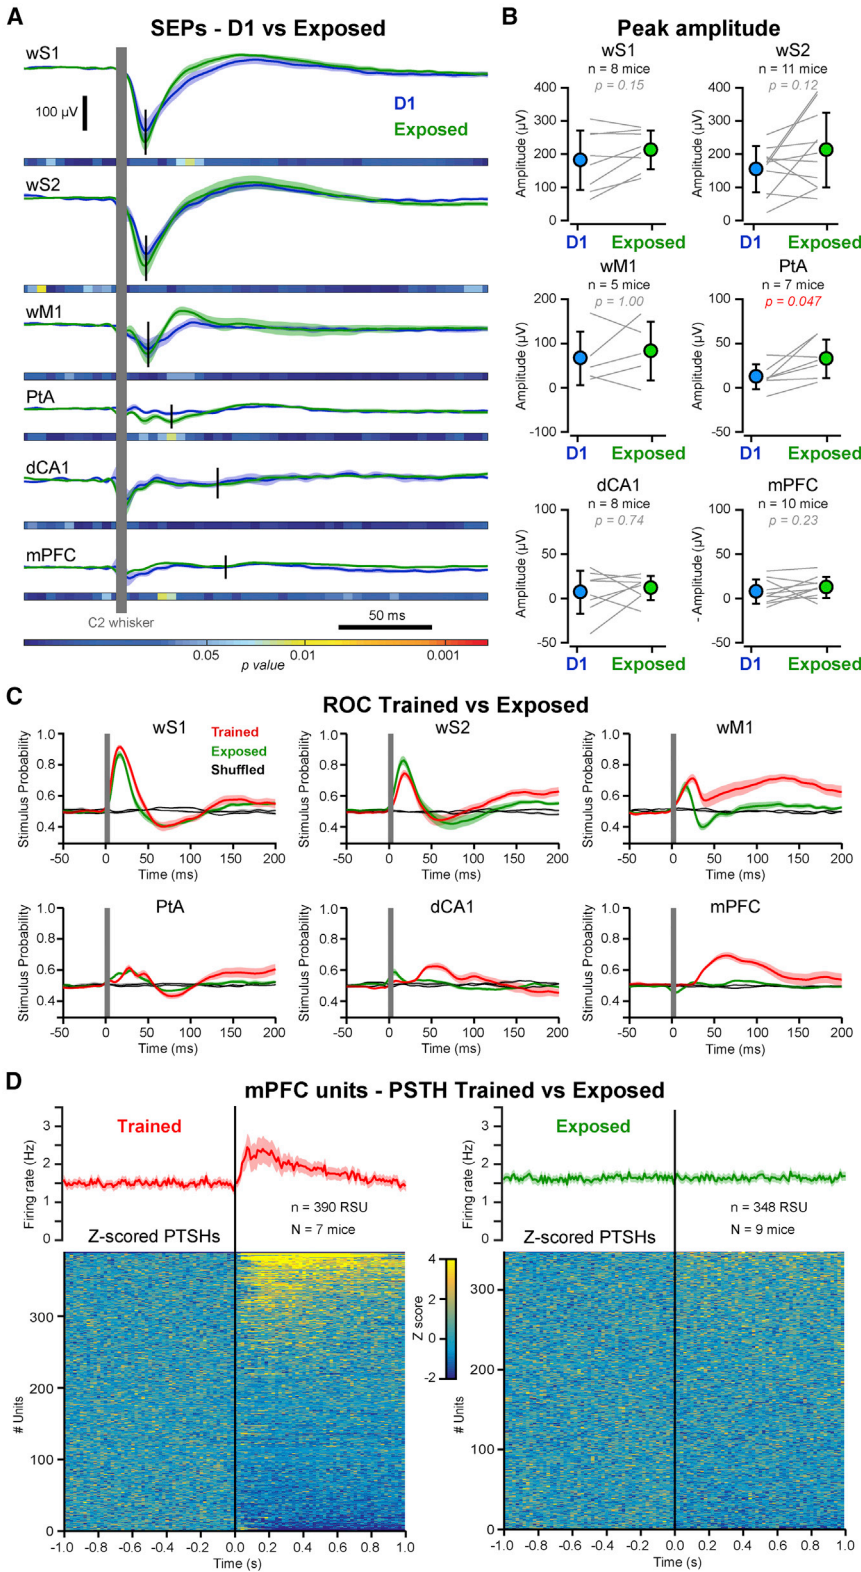 A
SEPs - D1 vs Exposed
wS1
100 µV
D1
Exposed
wS2
wM1
PtA
dCA1
mPFC
C2 whisker
50 ms
0.05 0.01 0.001
p value
B
Peak amplitude
wS1
n = 8 mice
p = 0.15
Amplitude (µV)
400
300
200
100
0
D1 Exposed
wS2
n = 11 mice
p = 0.12
Amplitude (µV)
400
300
200
100
0
D1 Exposed
wM1
n = 5 mice
p = 1.00
Amplitude (µV)
200
100
0
-100
D1 Exposed
PtA
n = 7 mice
p = 0.047
Amplitude (µV)
100
50
0
-50
D1 Exposed
dCA1
n = 8 mice
p = 0.74
Amplitude (µV)
100
50
0
-50
D1 Exposed
mPFC
n = 10 mice
p = 0.23
- Amplitude (µV)
100
50
0
-50
D1 Exposed
C
ROC Trained vs Exposed
wS1
Trained
Exposed
Shuffled
Stimulus Probability
1.0
0.8
0.6
0.4
-50 0 50 100 150 200
Time (ms)
wS2
Stimulus Probability
1.0
0.8
0.6
0.4
-50 0 50 100 150 200
Time (ms)
wM1
Stimulus Probability
1.0
0.8
0.6
0.4
-50 0 50 100 150 200
Time (ms)
PtA
Stimulus Probability
1.0
0.8
0.6
0.4
-50 0 50 100 150 200
Time (ms)
dCA1
Stimulus Probability
1.0
0.8
0.6
0.4
-50 0 50 100 150 200
Time (ms)
mPFC
Stimulus Probability
1.0
0.8
0.6
0.4
-50 0 50 100 150 200
Time (ms)
D
mPFC units - PSTH Trained vs Exposed
Trained
Firing rate (Hz)
3
2
1
0
n = 390 RSU
N = 7 mice
Z-scored PTSHs
# Units
300
200
100
0
-1.0 -0.8 -0.6 -0.4 -0.2 0.0 0.2 0.4 0.6 0.8 1.0
Time (s)
Z score
4
2
0
-2
Exposed
Firing rate (Hz)
3
2
1
0
n = 348 RSU
N = 9 mice
Z-scored PTSHs
# Units
300
200
100
0
-1.0 -0.8 -0.6 -0.4 -0.2 0.0 0.2 0.4 0.6 0.8 1.0
Time (s)